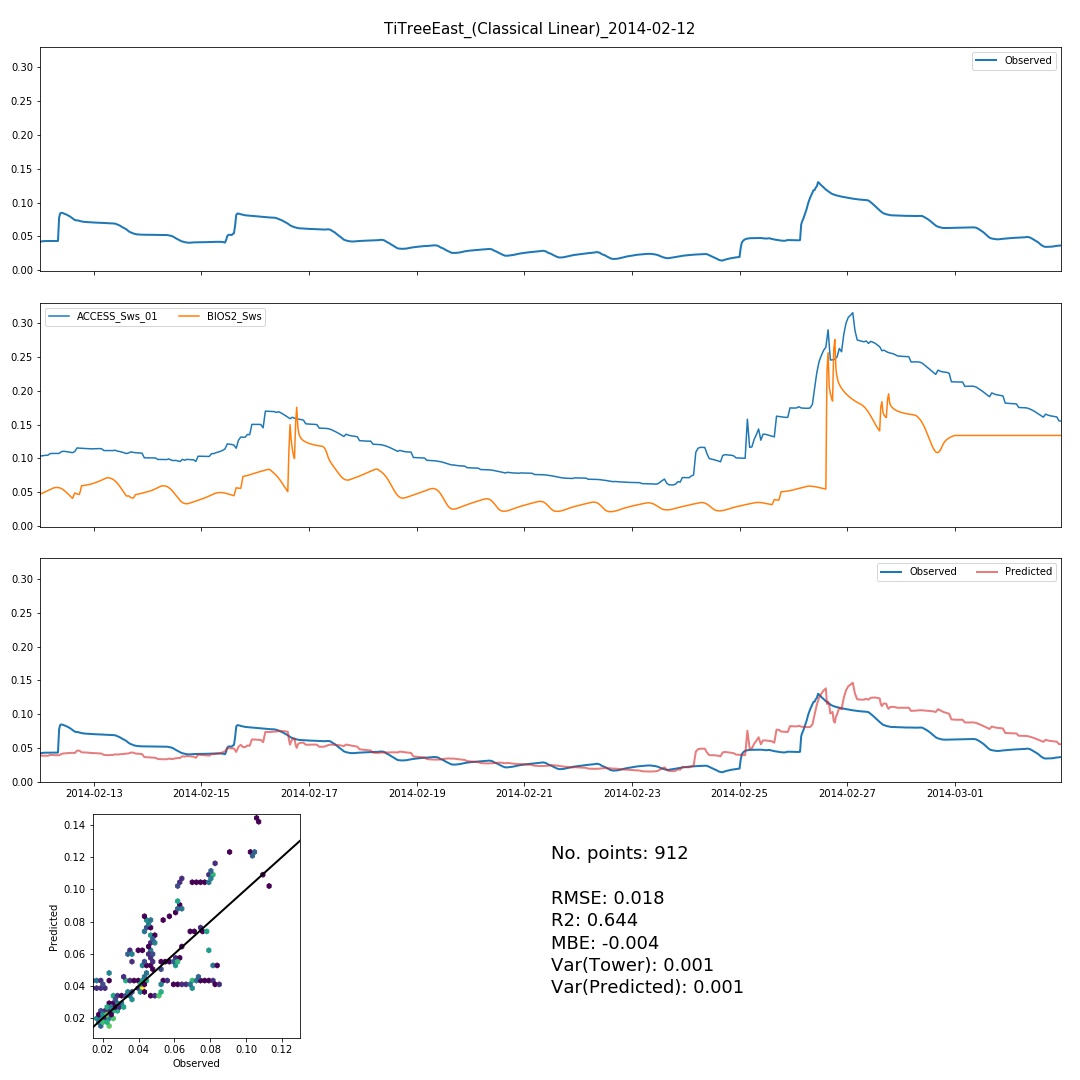 TiTreeEast_(Classical Linear)_2014-02-12
Observed
0.30
0.25
0.20
0.15
0.10
0.05
0.00
ACCESS_Sws_01 BIOS2_Sws
0.30
0.25
0.20
0.15
0.10
0.05
0.00
Observed Predicted
0.30
0.25
0.20
0.15
0.10
0.05
0.00
2014-02-13 2014-02-15 2014-02-17 2014-02-19 2014-02-21 2014-02-23 2014-02-25 2014-02-27 2014-03-01
0.14
0.12
0.10
0.08
0.06
0.04
0.02
Predicted
0.02 0.04 0.06 0.08 0.10 0.12
Observed
No. points: 912
RMSE: 0.018
R2: 0.644
MBE: -0.004
Var(Tower): 0.001
Var(Predicted): 0.001